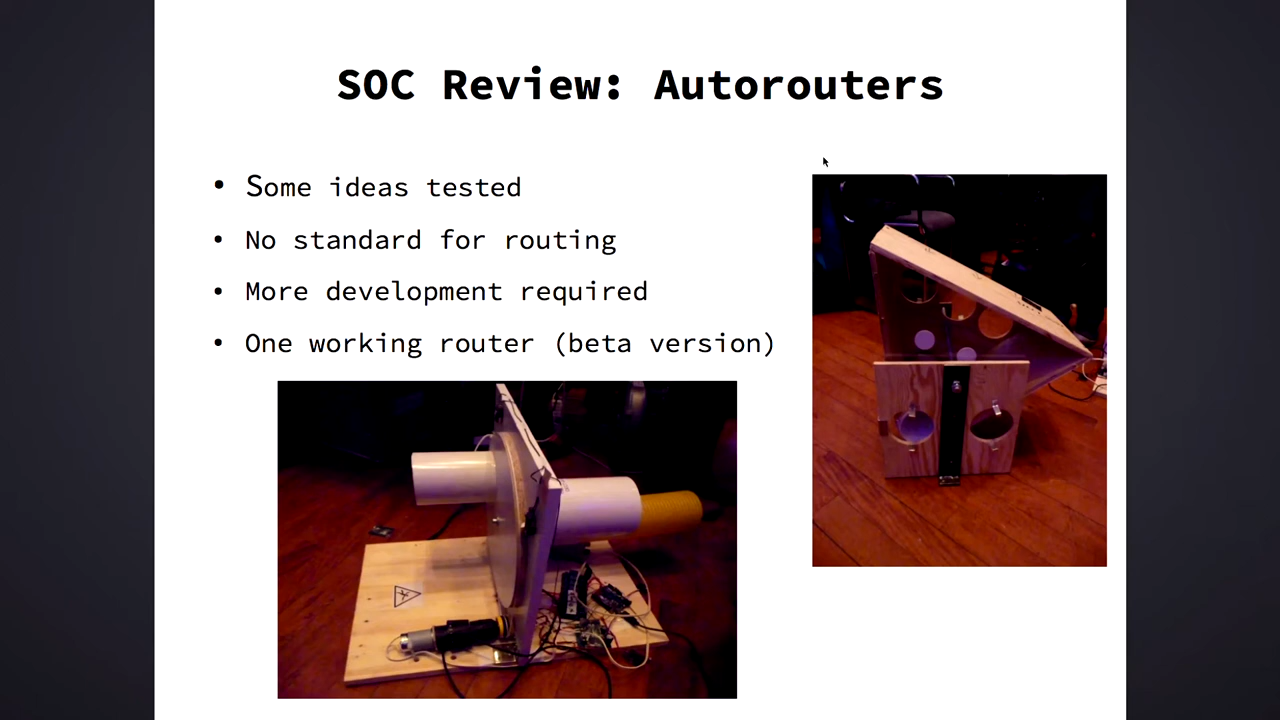 SOC Review: Autorouters
• Some ideas tested
• No standard for routing
• More development required
• One working router (beta version)